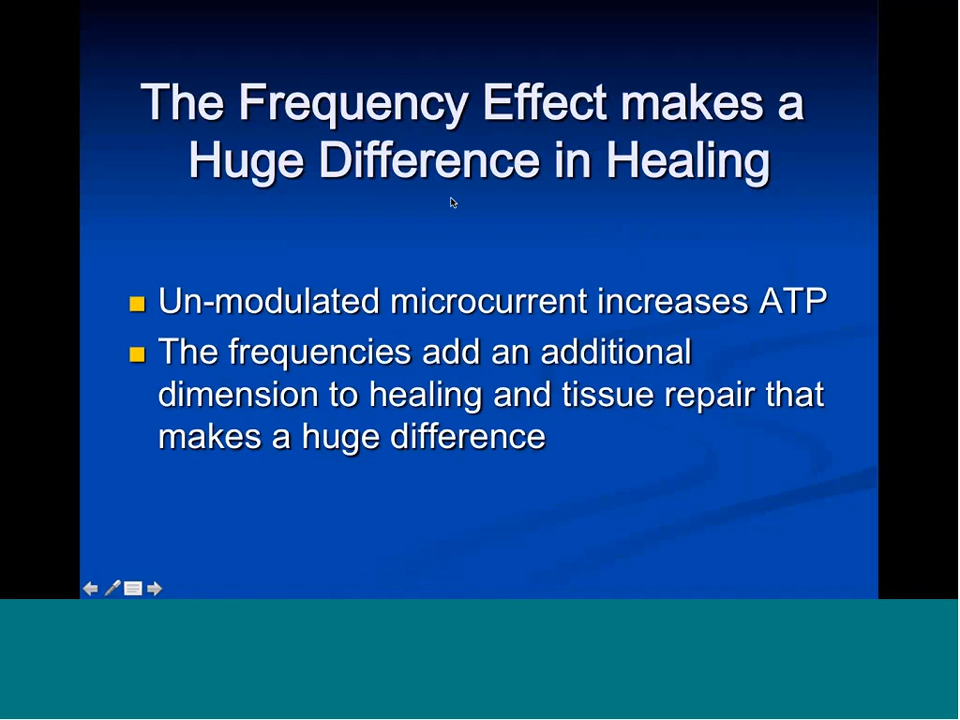 The Frequency Effect makes a
Huge Difference in Healing
Un-modulated microcurrent increases ATP
The frequencies add an additional
dimension to healing and tissue repair that
makes a huge difference